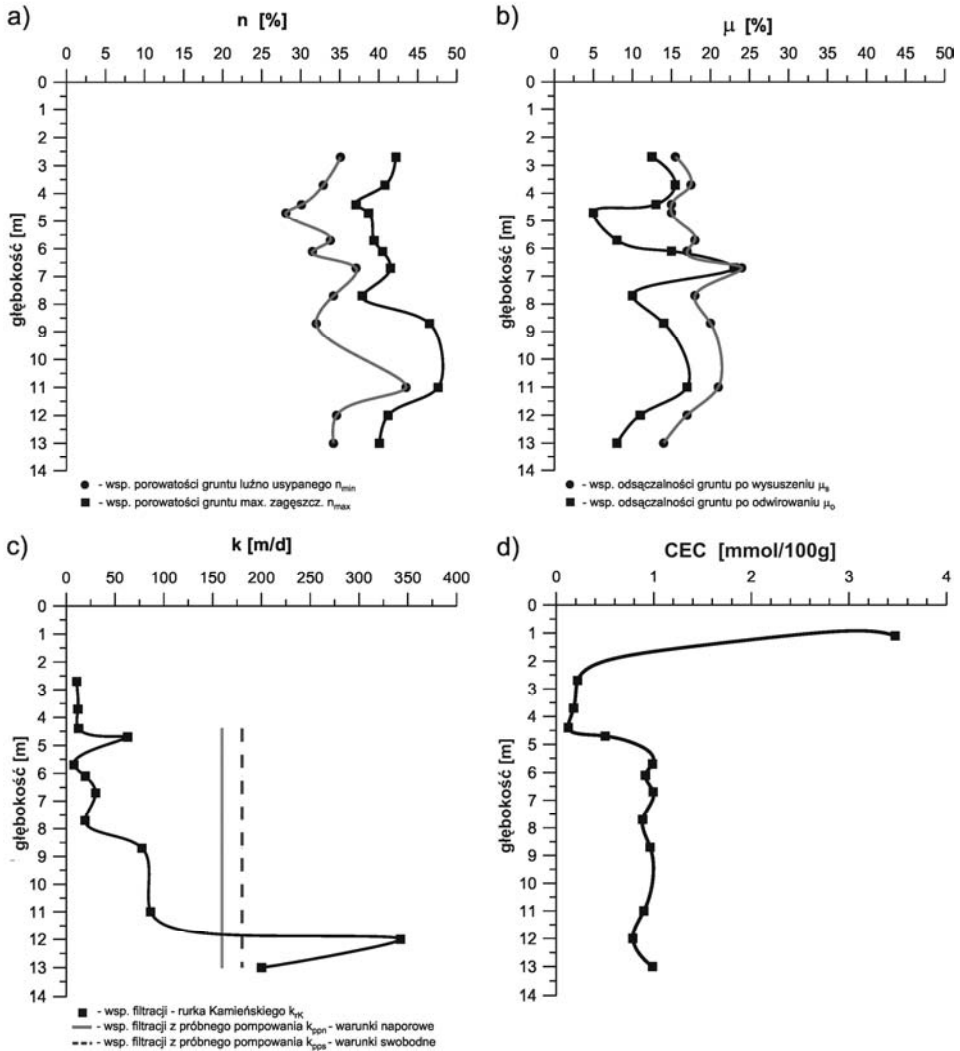 a)
n [%]
0 5 10 15 20 25 30 35 40 45 50
głębokość [m]
0
1
2
3
4
5
6
7
8
9
10
11
12
13
14
- wsp. porowatości gruntu luźno usypanego n_min
- wsp. porowatości gruntu max. zagęszcz. n_max
b)
μ [%]
0 5 10 15 20 25 30 35 40 45 50
głębokość [m]
0
1
2
3
4
5
6
7
8
9
10
11
12
13
14
- wsp. odsączalności gruntu po wysuszeniu μ_s
- wsp. odsączalności gruntu po odwirowaniu μ_o
c)
k [m/d]
0 50 100 150 200 250 300 350 400
głębokość [m]
0
1
2
3
4
5
6
7
8
9
10
11
12
13
14
- wsp. filtracji - rurka Kamieńskiego k_rK
- wsp. filtracji z próbnego pompowania k_ppn - warunki naporowe
- wsp. filtracji z próbnego pompowania k_pps - warunki swobodne
d)
CEC [mmol/100g]
0 1 2 3 4
głębokość [m]
0
1
2
3
4
5
6
7
8
9
10
11
12
13
14